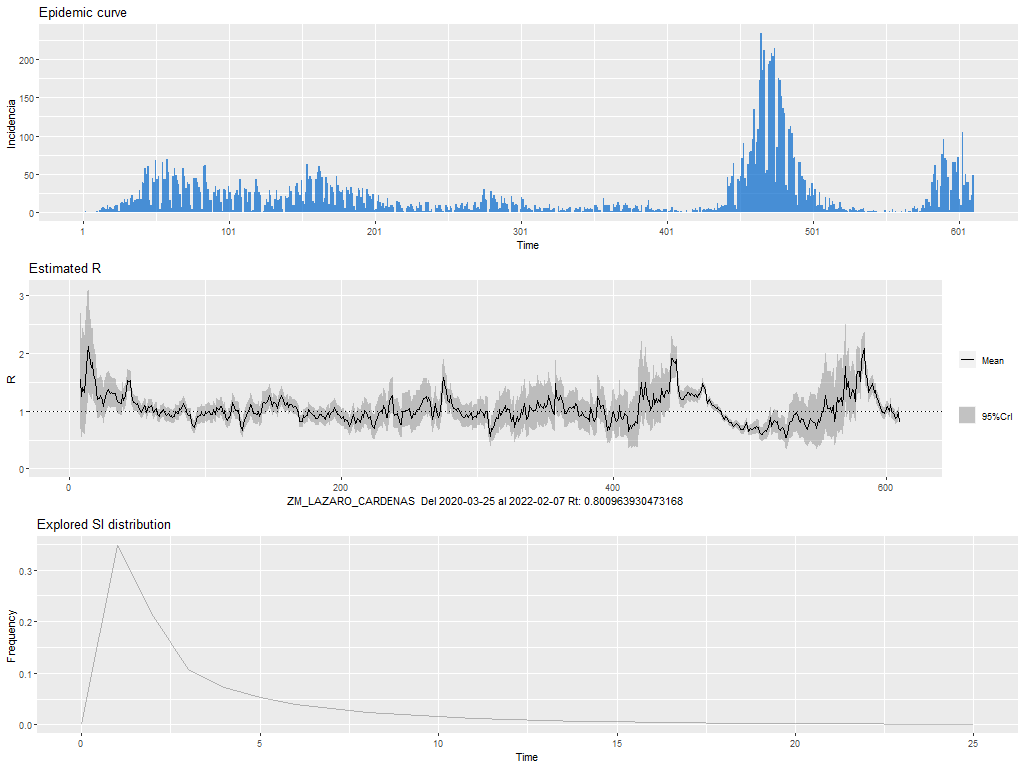 Epidemic curve
Incidencia
200
150
100
50
0
1
101
201
301
401
501
601
Time
Estimated R
R
3
2
1
0
0
200
400
600
Mean
95%CrI
ZM_LAZARO_CARDENAS Del 2020-03-25 al 2022-02-07 Rt: 0.800963930473168
Explored SI distribution
Frequency
0.3
0.2
0.1
0.0
0
5
10
15
20
25
Time